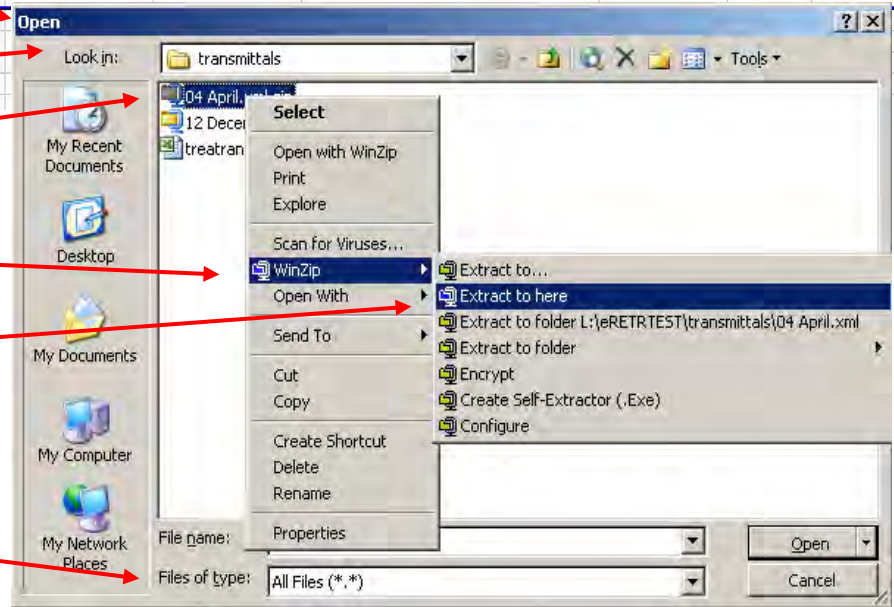 Open
Look in:
transmittals
Tools
04 April.xml.zip
12 Decem
treatran
My Recent
Documents
Desktop
My Documents
My Computer
My Network
Places
Select
Open with WinZip
Print
Explore
Scan for Viruses...
WinZip
Open With
Send To
Cut
Copy
Create Shortcut
Delete
Rename
Properties
Extract to...
Extract to here
Extract to folder L:\eRETRTEST\transmittals\04 April.xml
Extract to folder
Encrypt
Create Self-Extractor (.Exe)
Configure
File name:
Open
Files of type:
All Files (*.*)
Cancel